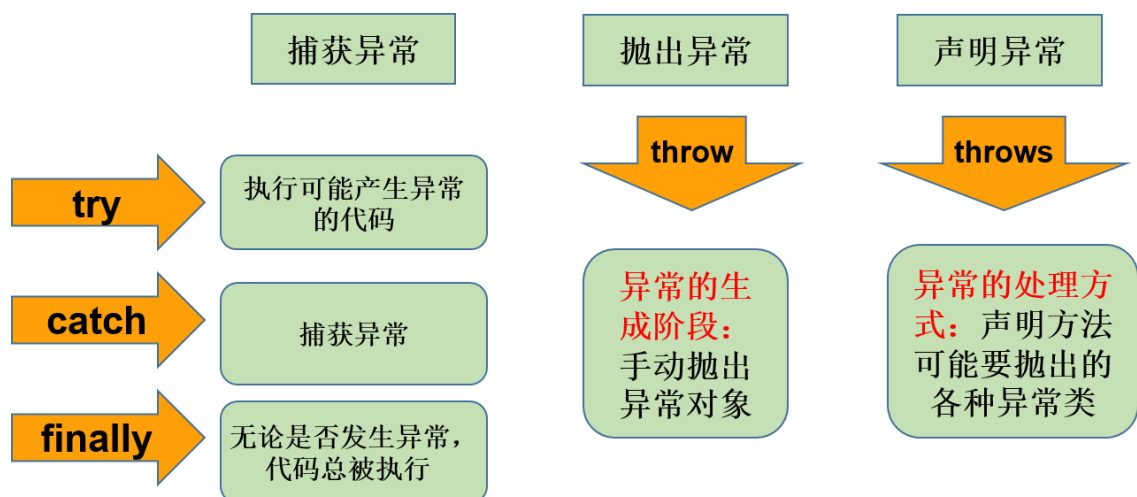 捕获异常
抛出异常
声明异常
try
执行可能产生异常
的代码
catch
捕获异常
finally
无论是否发生异常，
代码总被执行
throw
异常的生
成阶段：
手动抛出
异常对象
throws
异常的处理方
式：声明方法
可能要抛出的
各种异常类